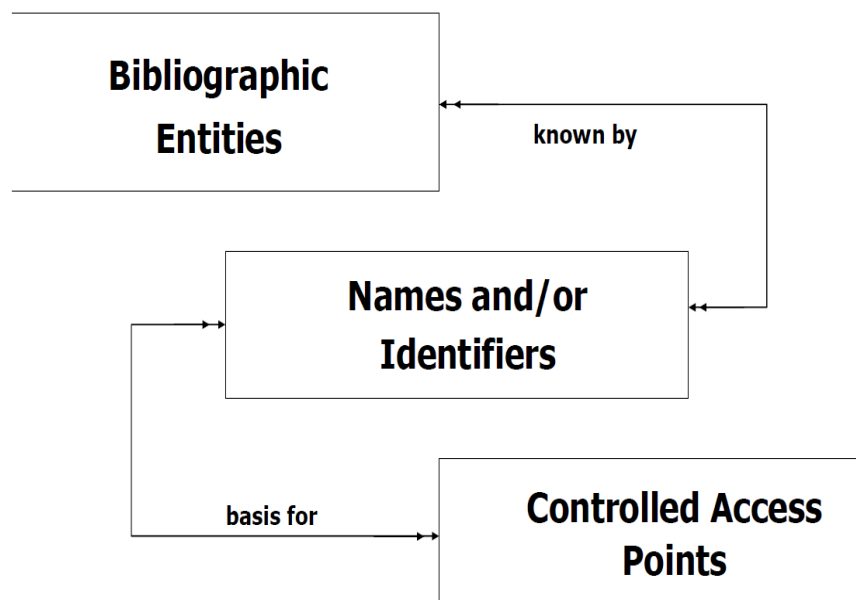 Bibliographic
Entities
known by
Names and/or
Identifiers
basis for
Controlled Access
Points